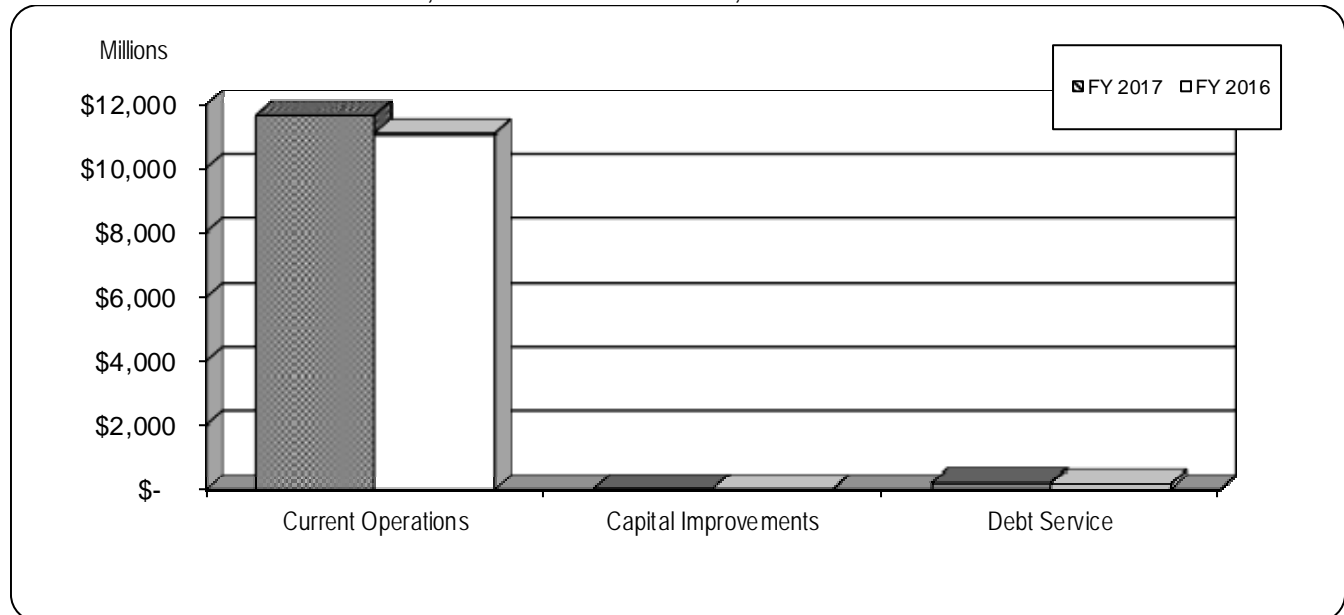 Millions
FY 2017 FY 2016
$12,000
$10,000
$8,000
$6,000
$4,000
$2,000
$-
Current Operations Capital Improvements Debt Service